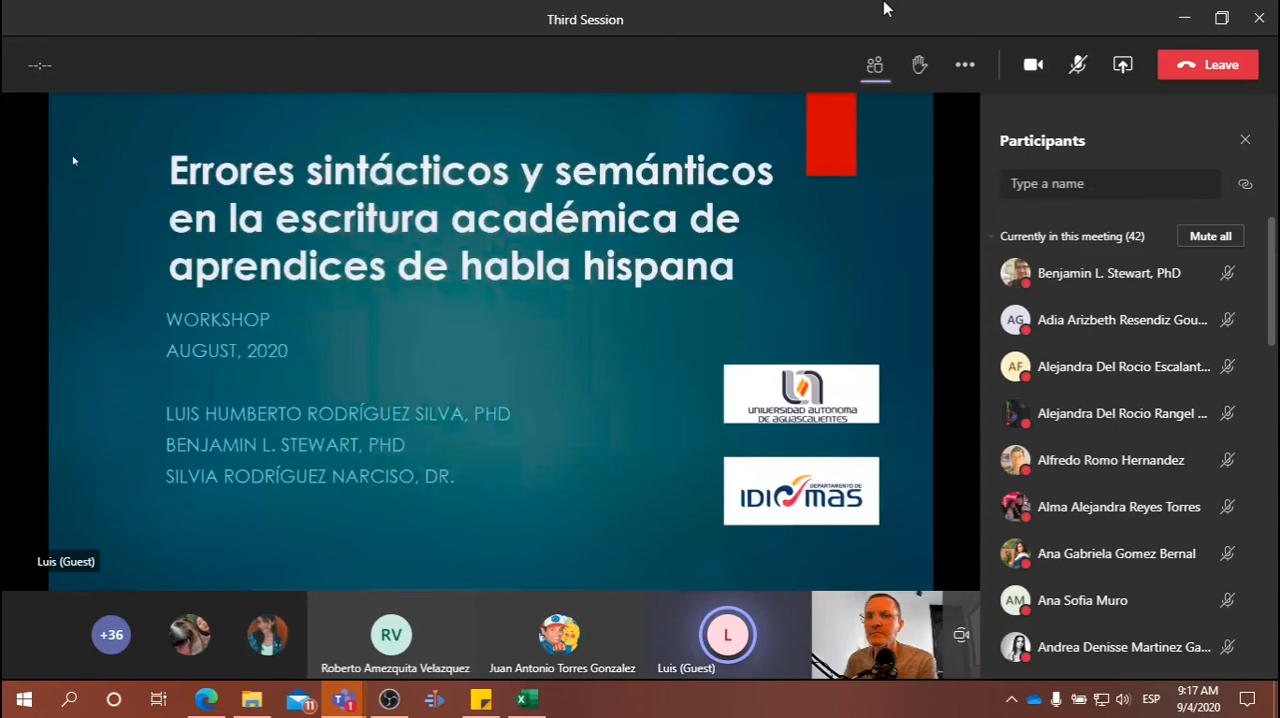 Third Session
--:--
Leave
Errores sintácticos y semánticos
en la escritura académica de
aprendices de habla hispana
WORKSHOP
AUGUST, 2020
LUIS HUMBERTO RODRÍGUEZ SILVA, PHD
BENJAMIN L. STEWART, PHD
SILVIA RODRÍGUEZ NARCISO, DR.
UNIVERSIDAD AUTONOMA
DE AGUASCALIENTES
DEPARTAMENTO DE
IDIOMAS
Luis (Guest)
Participants
Type a name
Currently in this meeting (42)
Mute all
Benjamin L. Stewart, PhD
AG
Adia Arizbeth Resendiz Gou...
AF
Alejandra Del Rocio Escalant...
Alejandra Del Rocio Rangel ...
Alfredo Romo Hernandez
Alma Alejandra Reyes Torres
Ana Gabriela Gomez Bernal
AM
Ana Sofia Muro
Andrea Denisse Martinez Ga...
+36
RV
Roberto Amezquita Velazquez
Juan Antonio Torres Gonzalez
L
Luis (Guest)
11
1
ESP
9:17 AM
9/4/2020